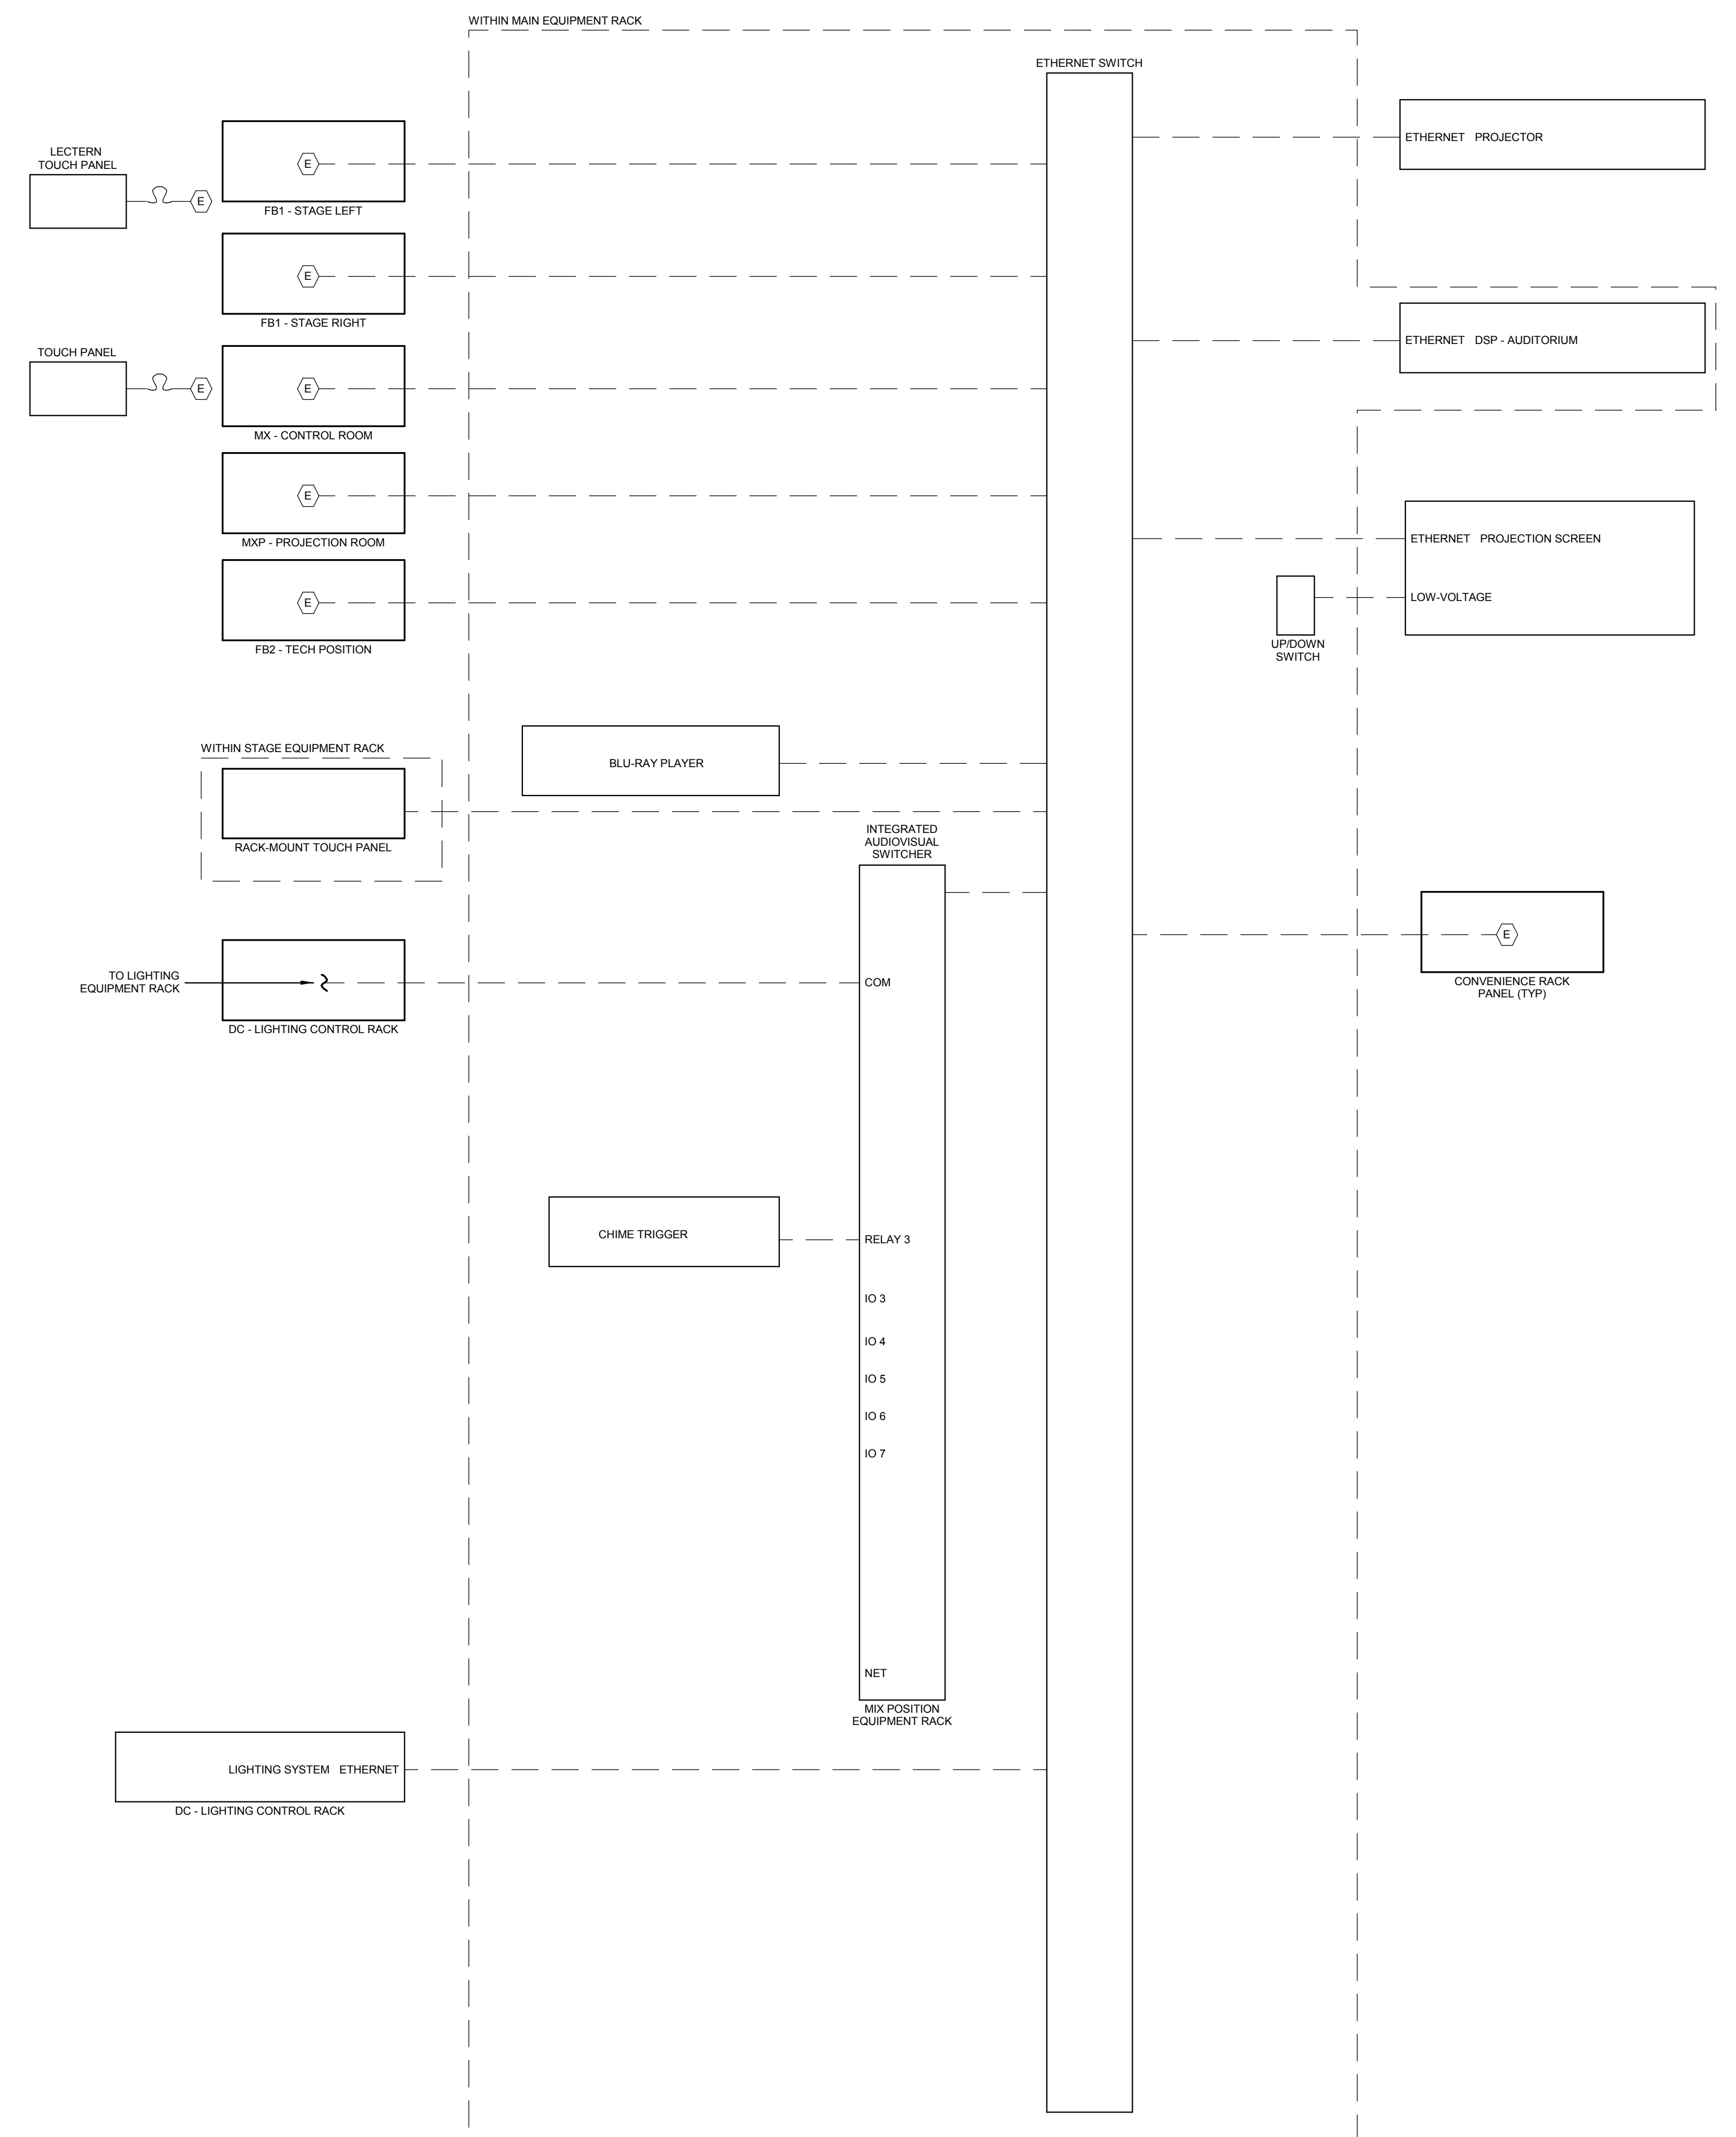 WITHIN MAIN EQUIPMENT RACK
ETHERNET SWITCH
LECTERN
TOUCH PANEL
E
E
FB1 - STAGE LEFT
ETHERNET PROJECTOR
E
FB1 - STAGE RIGHT
ETHERNET DSP - AUDITORIUM
TOUCH PANEL
E
E
MX - CONTROL ROOM
E
MXP - PROJECTION ROOM
ETHERNET PROJECTION SCREEN
LOW-VOLTAGE
UP/DOWN
SWITCH
E
FB2 - TECH POSITION
WITHIN STAGE EQUIPMENT RACK
RACK-MOUNT TOUCH PANEL
BLU-RAY PLAYER
INTEGRATED
AUDIOVISUAL
SWITCHER
E
CONVENIENCE RACK
PANEL (TYP)
TO LIGHTING
EQUIPMENT RACK
DC - LIGHTING CONTROL RACK
COM
CHIME TRIGGER
RELAY 3
IO 3
IO 4
IO 5
IO 6
IO 7
NET
MIX POSITION
EQUIPMENT RACK
LIGHTING SYSTEM ETHERNET
DC - LIGHTING CONTROL RACK